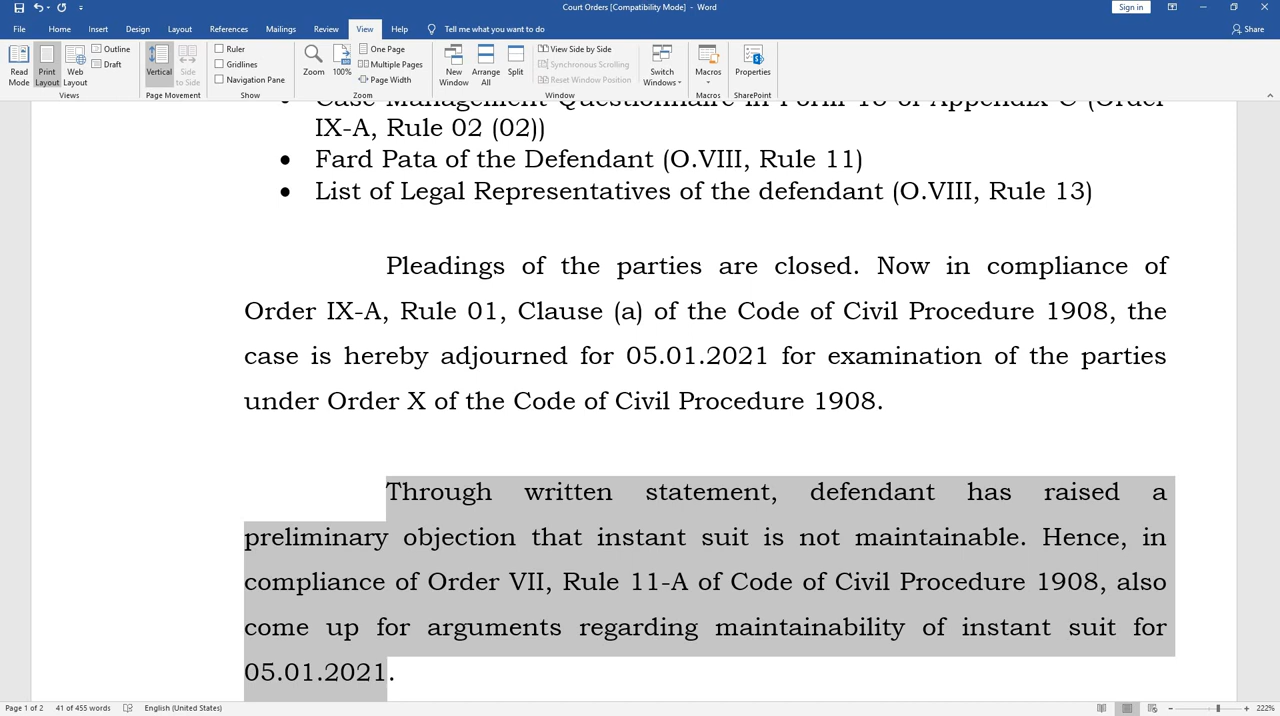 Court Orders [Compatibility Mode] - Word
Sign in
File Home Insert Draw Design Layout References Mailings Review View Help Tell me what you want to do Share
Read Mode
Print Layout
Web Layout
Outline
Draft
Views
Vertical
Side to Side
Page Movement
Ruler
Gridlines
Navigation Pane
Show
Zoom
100%
One Page
Multiple Pages
Page Width
Zoom
New Window
Arrange All
Split
View Side by Side
Synchronous Scrolling
Reset Window Position
Window
Switch Windows
Macros
Macros
Properties
SharePoint
Case Management Questionnaire in Form 10 of Appendix C (Order
IX-A, Rule 02 (02))
• Fard Pata of the Defendant (O.VIII, Rule 11)
• List of Legal Representatives of the defendant (O.VIII, Rule 13)
Pleadings of the parties are closed. Now in compliance of
Order IX-A, Rule 01, Clause (a) of the Code of Civil Procedure 1908, the
case is hereby adjourned for 05.01.2021 for examination of the parties
under Order X of the Code of Civil Procedure 1908.
Through written statement, defendant has raised a
preliminary objection that instant suit is not maintainable. Hence, in
compliance of Order VII, Rule 11-A of Code of Civil Procedure 1908, also
come up for arguments regarding maintainability of instant suit for
05.01.2021.
Page 1 of 2 41 of 455 words English (United States) 222%